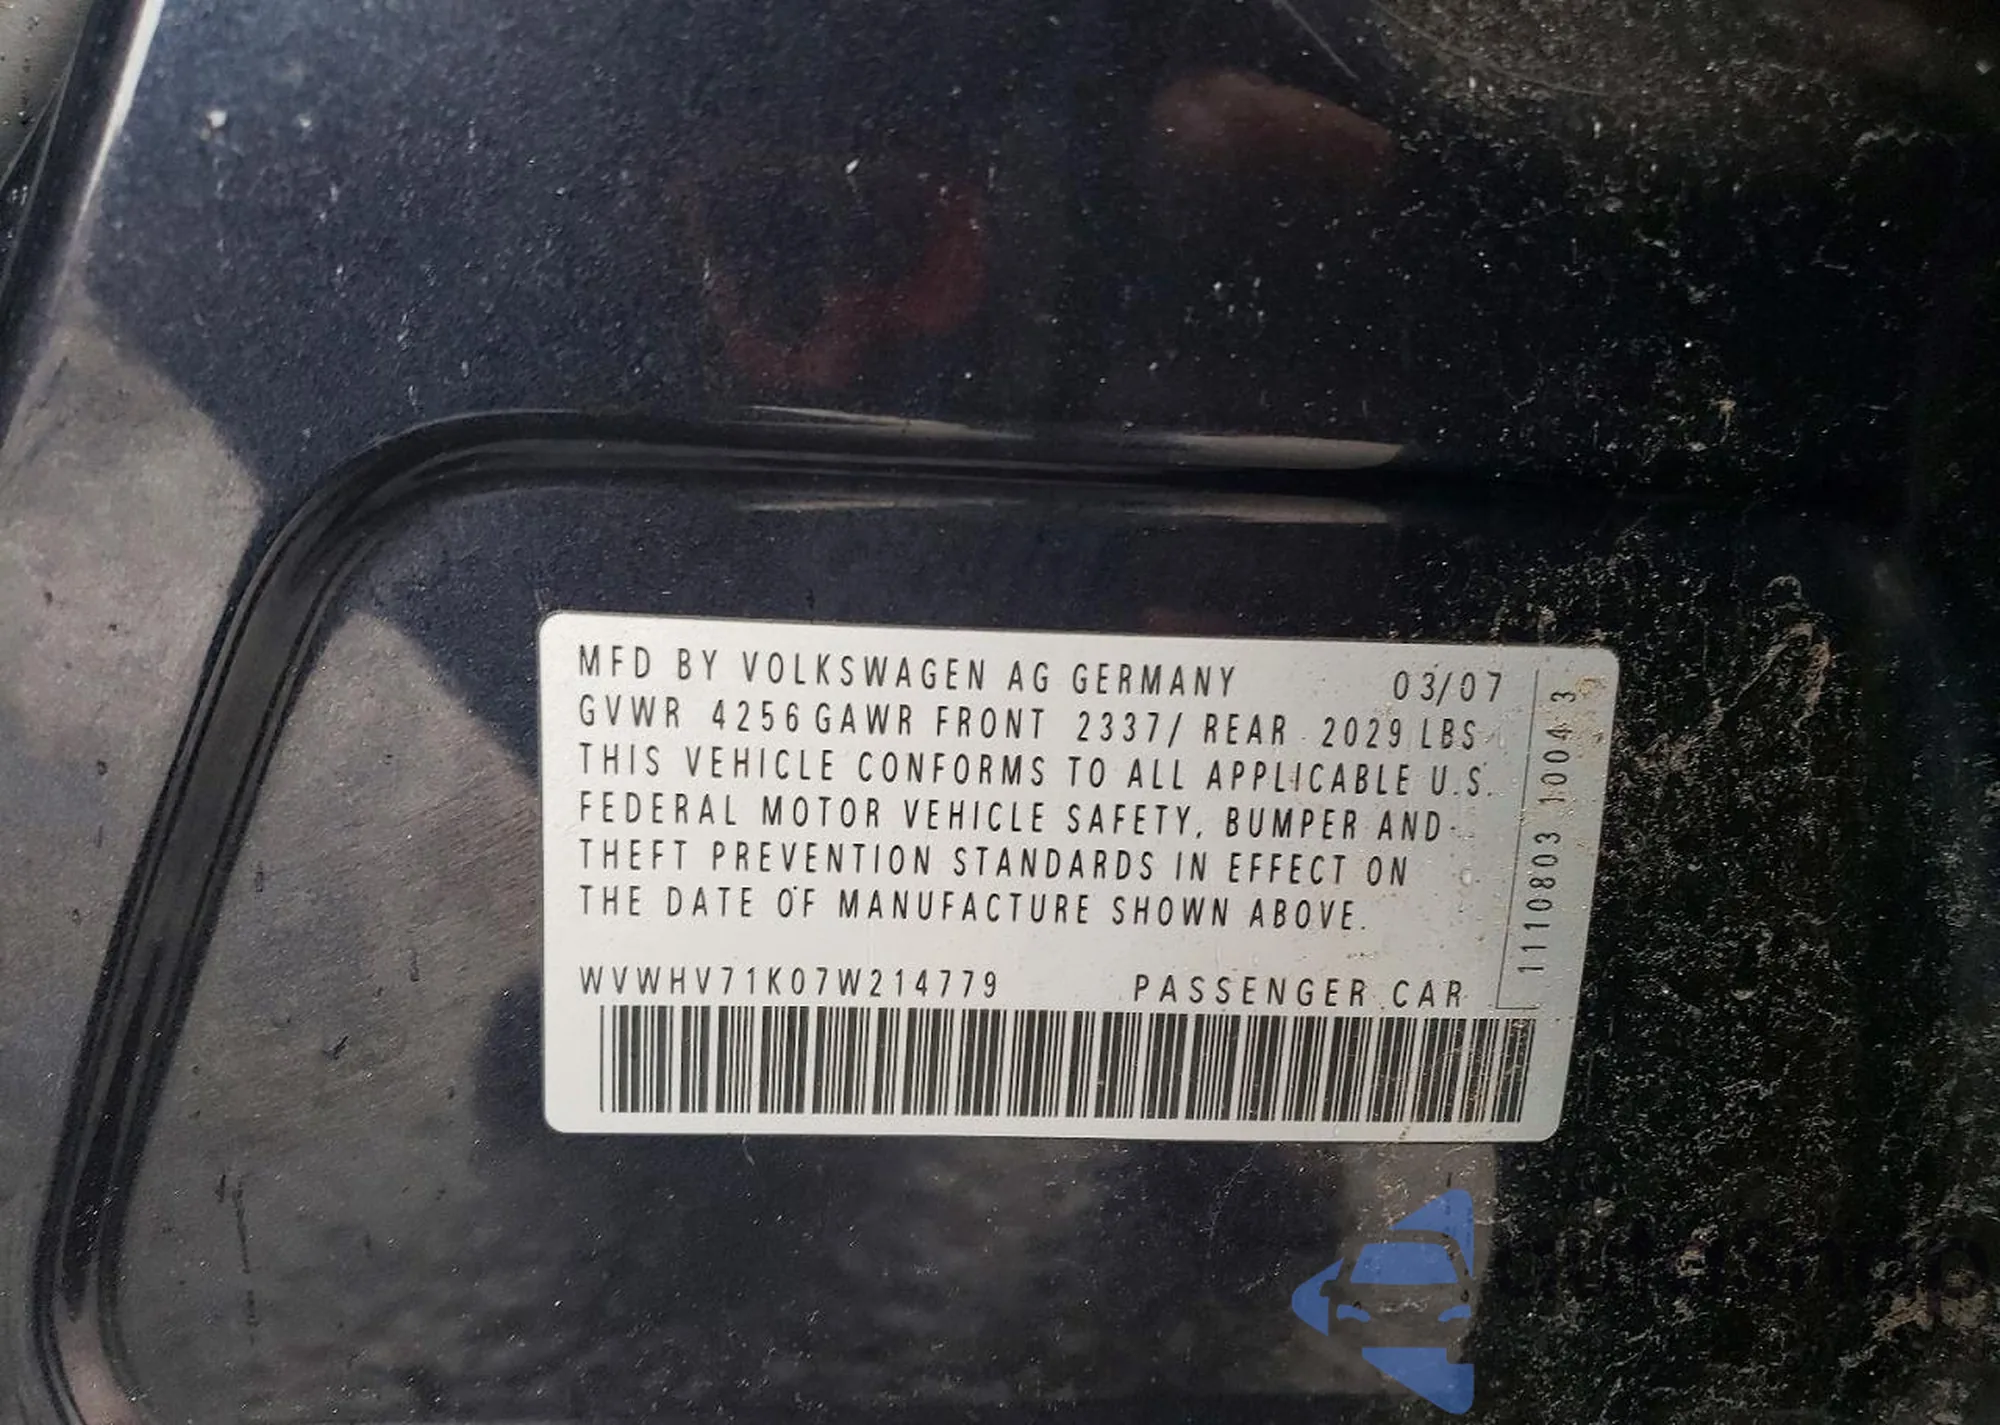 MFD BY VOLKSWAGEN AG GERMANY 03/07
GVWR 4256 GAWR FRONT 2337/ REAR 2029 LBS
THIS VEHICLE CONFORMS TO ALL APPLICABLE U.S.
FEDERAL MOTOR VEHICLE SAFETY, BUMPER AND
THEFT PREVENTION STANDARDS IN EFFECT ON
THE DATE OF MANUFACTURE SHOWN ABOVE.
WVWHV71K07W214779 PASSENGER CAR
1110803 1004 3